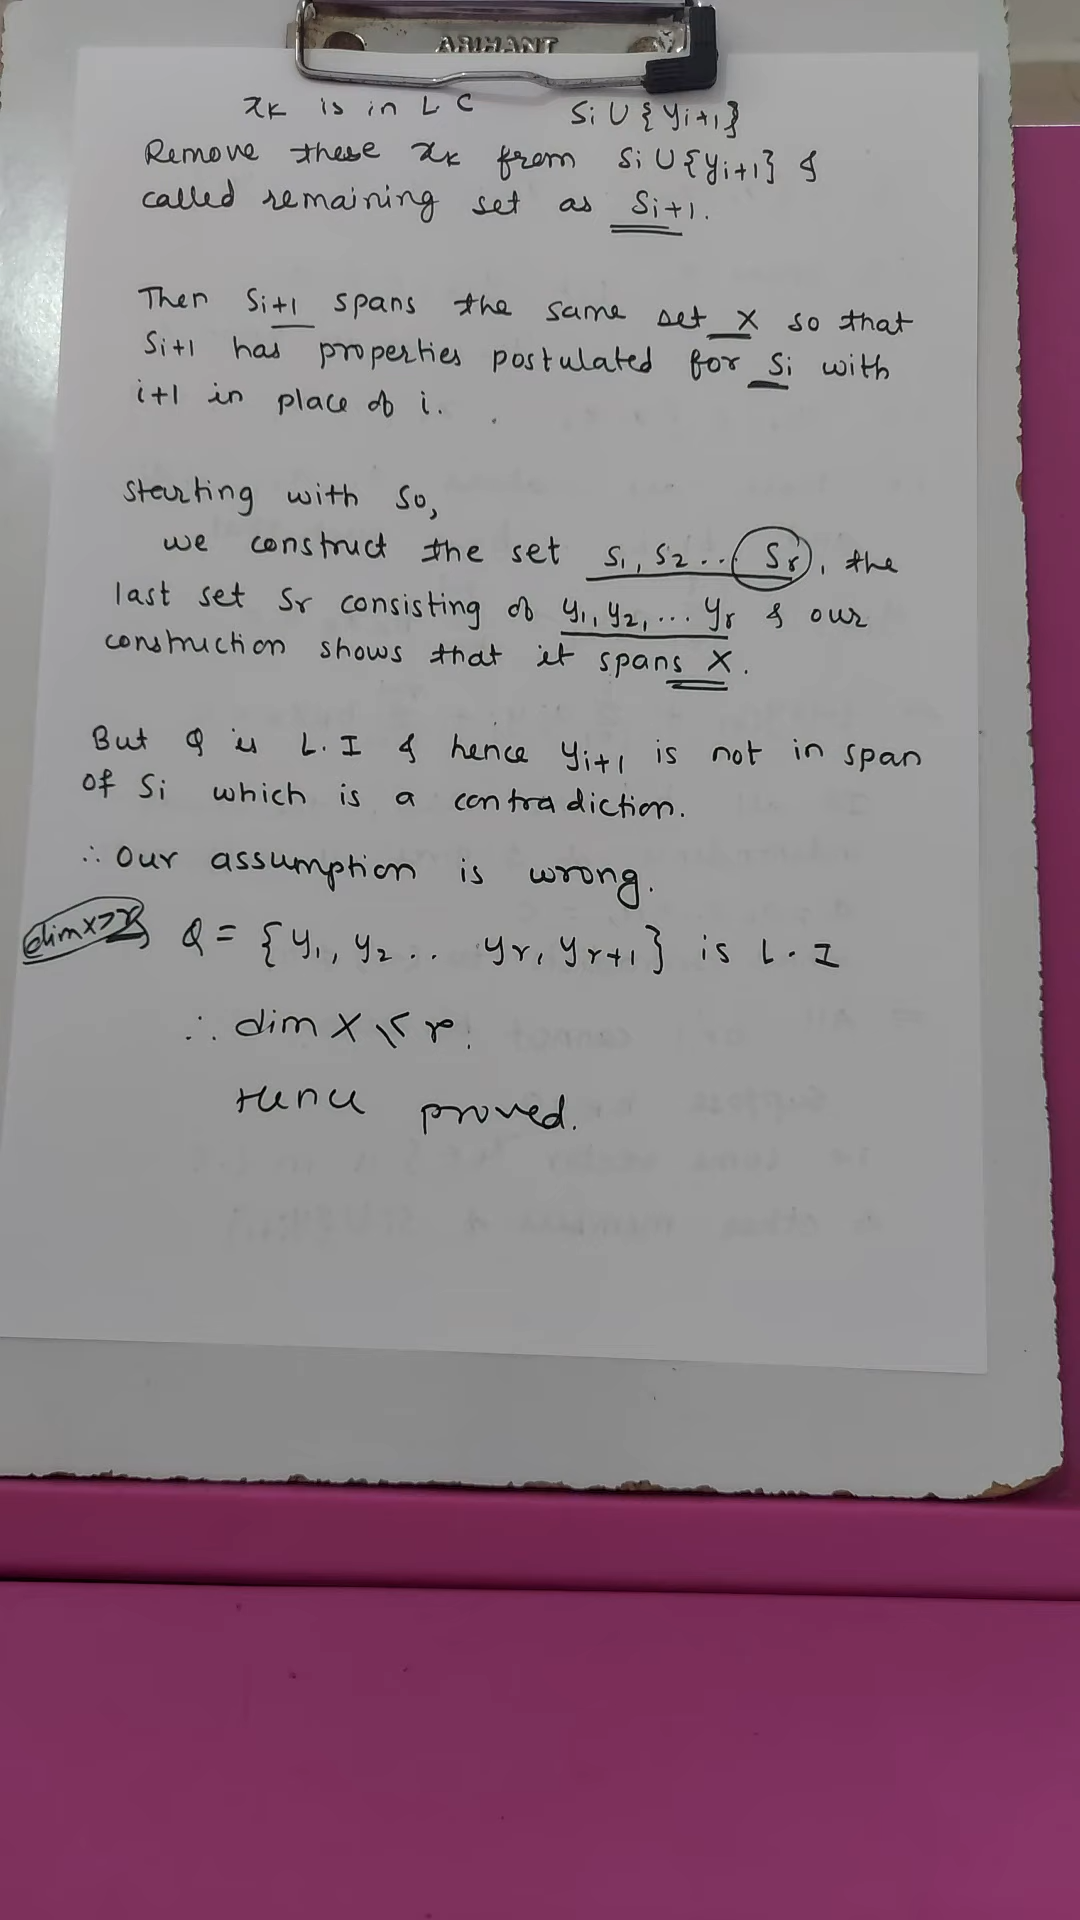 ARIHANT
xk is in L C Si U {yi+1}
Remove these xk from Si U {yi+1} &
called remaining set as Si+1.
Then Si+1 spans the same set X so that
Si+1 has properties postulated for Si with
i+1 in place of i.
starting with So,
we construct the set S1, S2 .. Sr, the
last set Sr consisting of y1, y2, ... yr & our
construction shows that it spans X.
But Q is L.I & hence yi+1 is not in span
of Si which is a contradiction.
∴ Our assumption is wrong.
dim X > r, Q = {y1, y2 .. yr, yr+1} is L.I
∴ dim X ≤ r.
Hence proved.